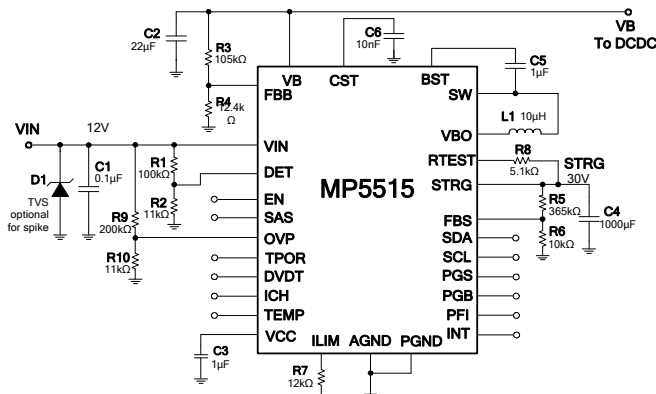 C2
22μF
R3
105kΩ
C6
10nF
VB
To DCDC
C5
1μF
VB
CST
BST
FBB
SW
R4
12.4k
Ω
L1 10μH
VIN
12V
VIN
VBO
RTEST
R8
5.1kΩ
STRG
30V
D1
TVS
optional
for spike
C1
0.1μF
R1
100kΩ
DET
MP5515
STRG
R5
365kΩ
C4
1000μF
R9
200kΩ
R2
11kΩ
EN
SAS
FBS
R6
10kΩ
OVP
SDA
R10
11kΩ
TPOR
SCL
DVDT
PGS
ICH
PGB
TEMP
PFI
VCC
INT
C3
1μF
ILIM
AGND
PGND
R7
12kΩ